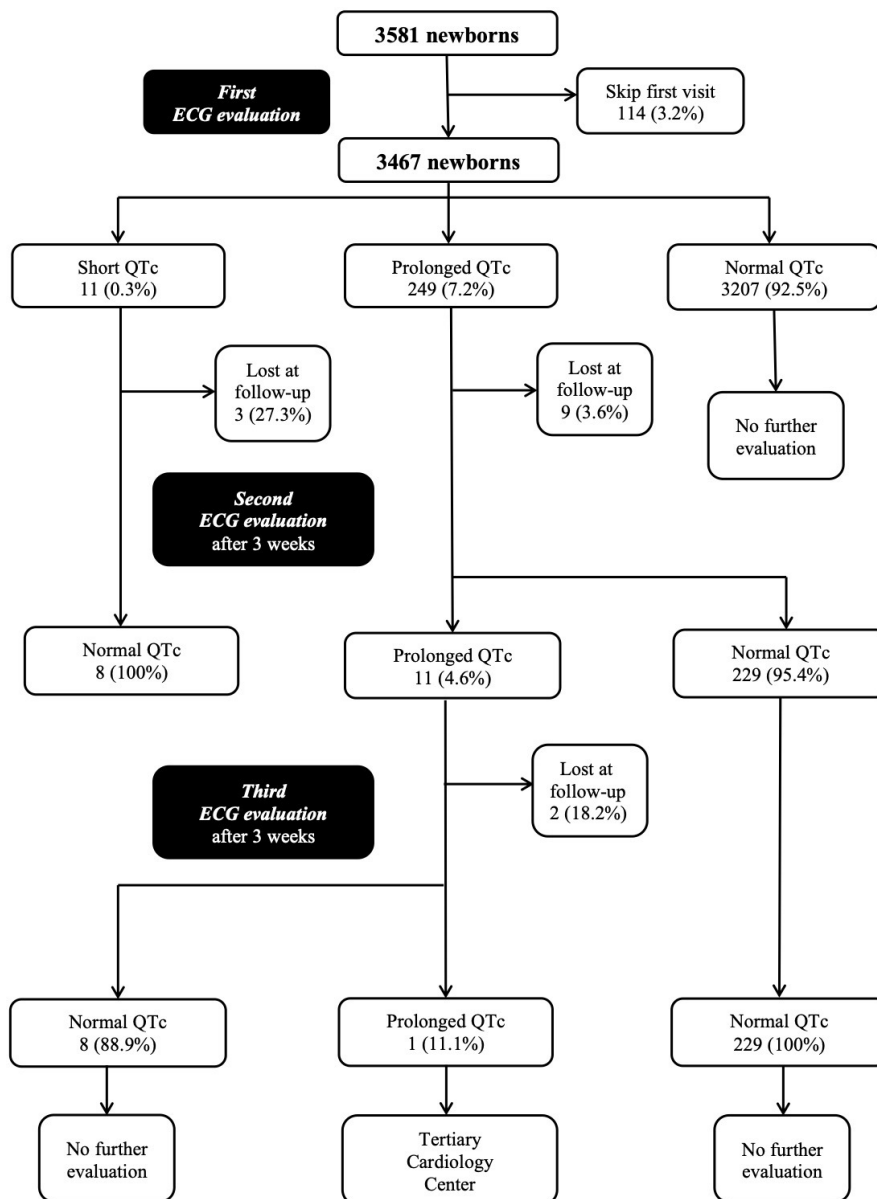 3581 newborns
First
ECG evaluation
Skip first visit
114 (3.2%)
3467 newborns
Short QTc
11 (0.3%)
Prolonged QTc
249 (7.2%)
Normal QTc
3207 (92.5%)
Lost at
follow-up
3 (27.3%)
Lost at
follow-up
9 (3.6%)
No further
evaluation
Second
ECG evaluation
after 3 weeks
Normal QTc
8 (100%)
Prolonged QTc
11 (4.6%)
Normal QTc
229 (95.4%)
Third
ECG evaluation
after 3 weeks
Lost at
follow-up
2 (18.2%)
Normal QTc
8 (88.9%)
Prolonged QTc
1 (11.1%)
Normal QTc
229 (100%)
No further
evaluation
Tertiary
Cardiology
Center
No further
evaluation